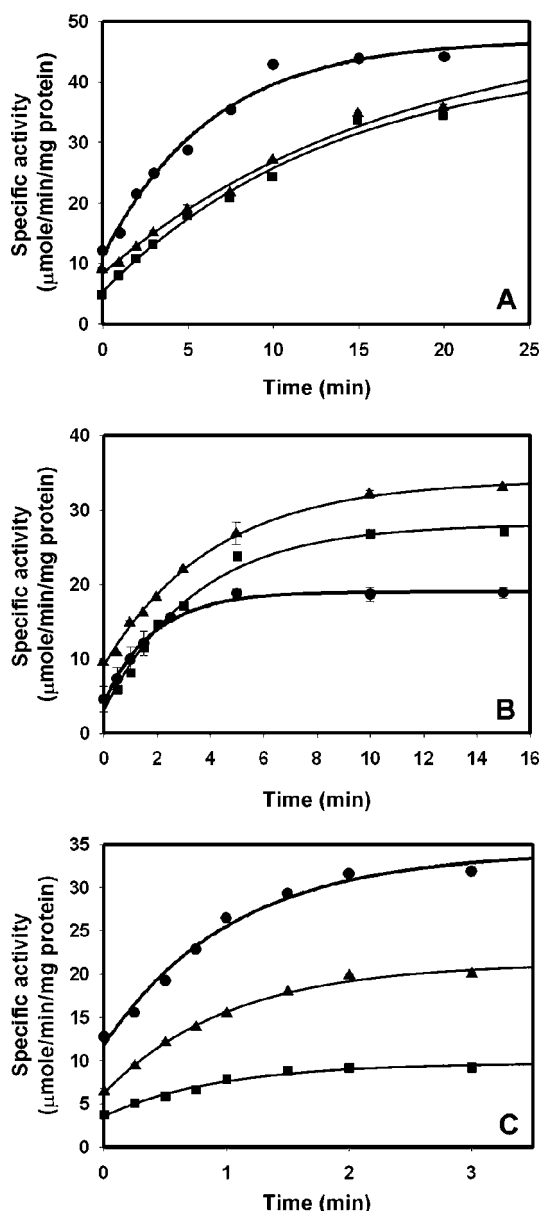 50
40
30
20
10
0
Specific activity
(μmole/min/mg protein)
A
0 5 10 15 20 25
Time (min)
40
30
20
10
0
Specific activity
(μmole/min/mg protein)
B
0 2 4 6 8 10 12 14 16
Time (min)
35
30
25
20
15
10
5
0
Specific activity
(μmole/min/mg protein)
C
0 1 2 3
Time (min)